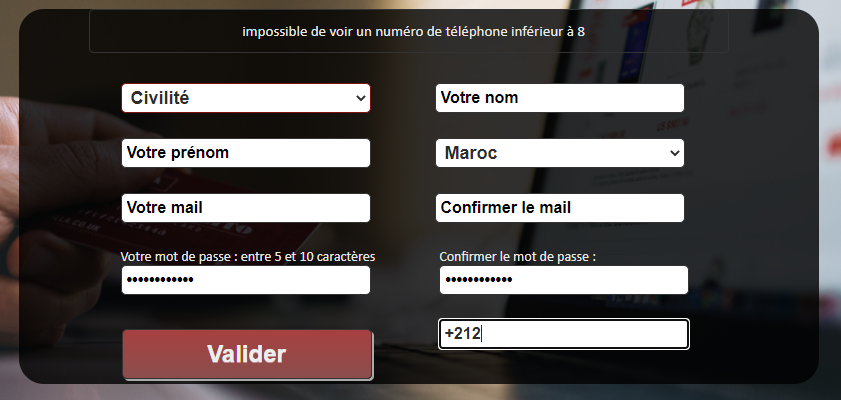 impossible de voir un numéro de téléphone inférieur à 8
Civilité
Votre nom
Votre prénom
Maroc
Votre mail
Confirmer le mail
Votre mot de passe : entre 5 et 10 caractères
Confirmer le mot de passe :
••••••••••••
••••••••••••
+212
Valider